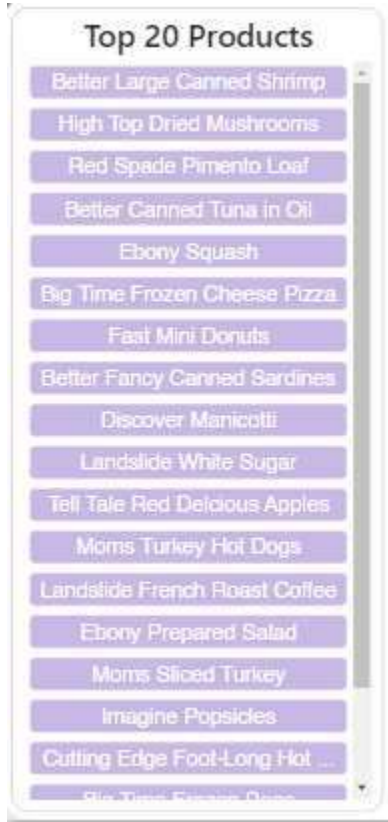 Top 20 Products
Better Large Canned Shrimp
High Top Dried Mushrooms
Red Spade Pimento Loaf
Better Canned Tuna in Oil
Ebony Squash
Big Time Frozen Cheese Pizza
Fast Mini Donuts
Better Fancy Canned Sardines
Discover Manicotti
Landslide White Sugar
Tell Tale Red Delcious Apples
Moms Turkey Hot Dogs
Landslide French Roast Coffee
Ebony Prepared Salad
Moms Sliced Turkey
Imagine Popsicles
Cutting Edge Foot-Long Hot ...
Big Time Frozen